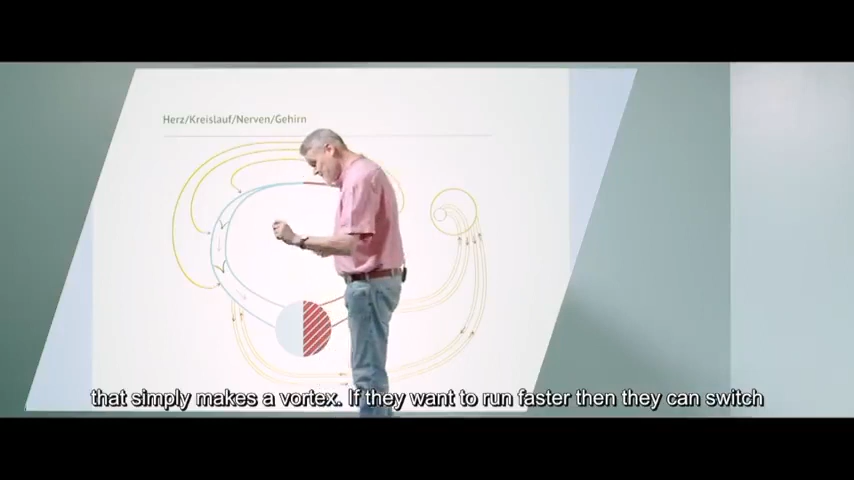 Herz/Kreislauf/Nerven/Gehirn
that simply makes a vortex. If they want to run faster then they can switch